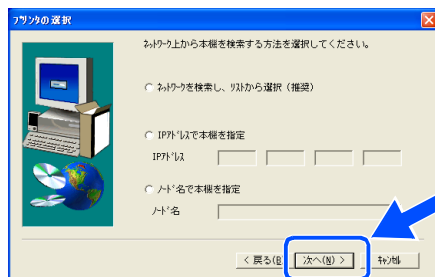 ﾌﾟﾘﾝﾀの選択
ﾈｯﾄﾜｰｸ上から本機を検索する方法を選択してください。
ﾈｯﾄﾜｰｸを検索し、ﾘｽﾄから選択（推奨）
IPｱﾄﾞﾚｽで本機を指定
IPｱﾄﾞﾚｽ
ﾉｰﾄﾞ名で本機を指定
ﾉｰﾄﾞ名
< 戻る(B 次へ(N) > ｷｬﾝｾﾙ